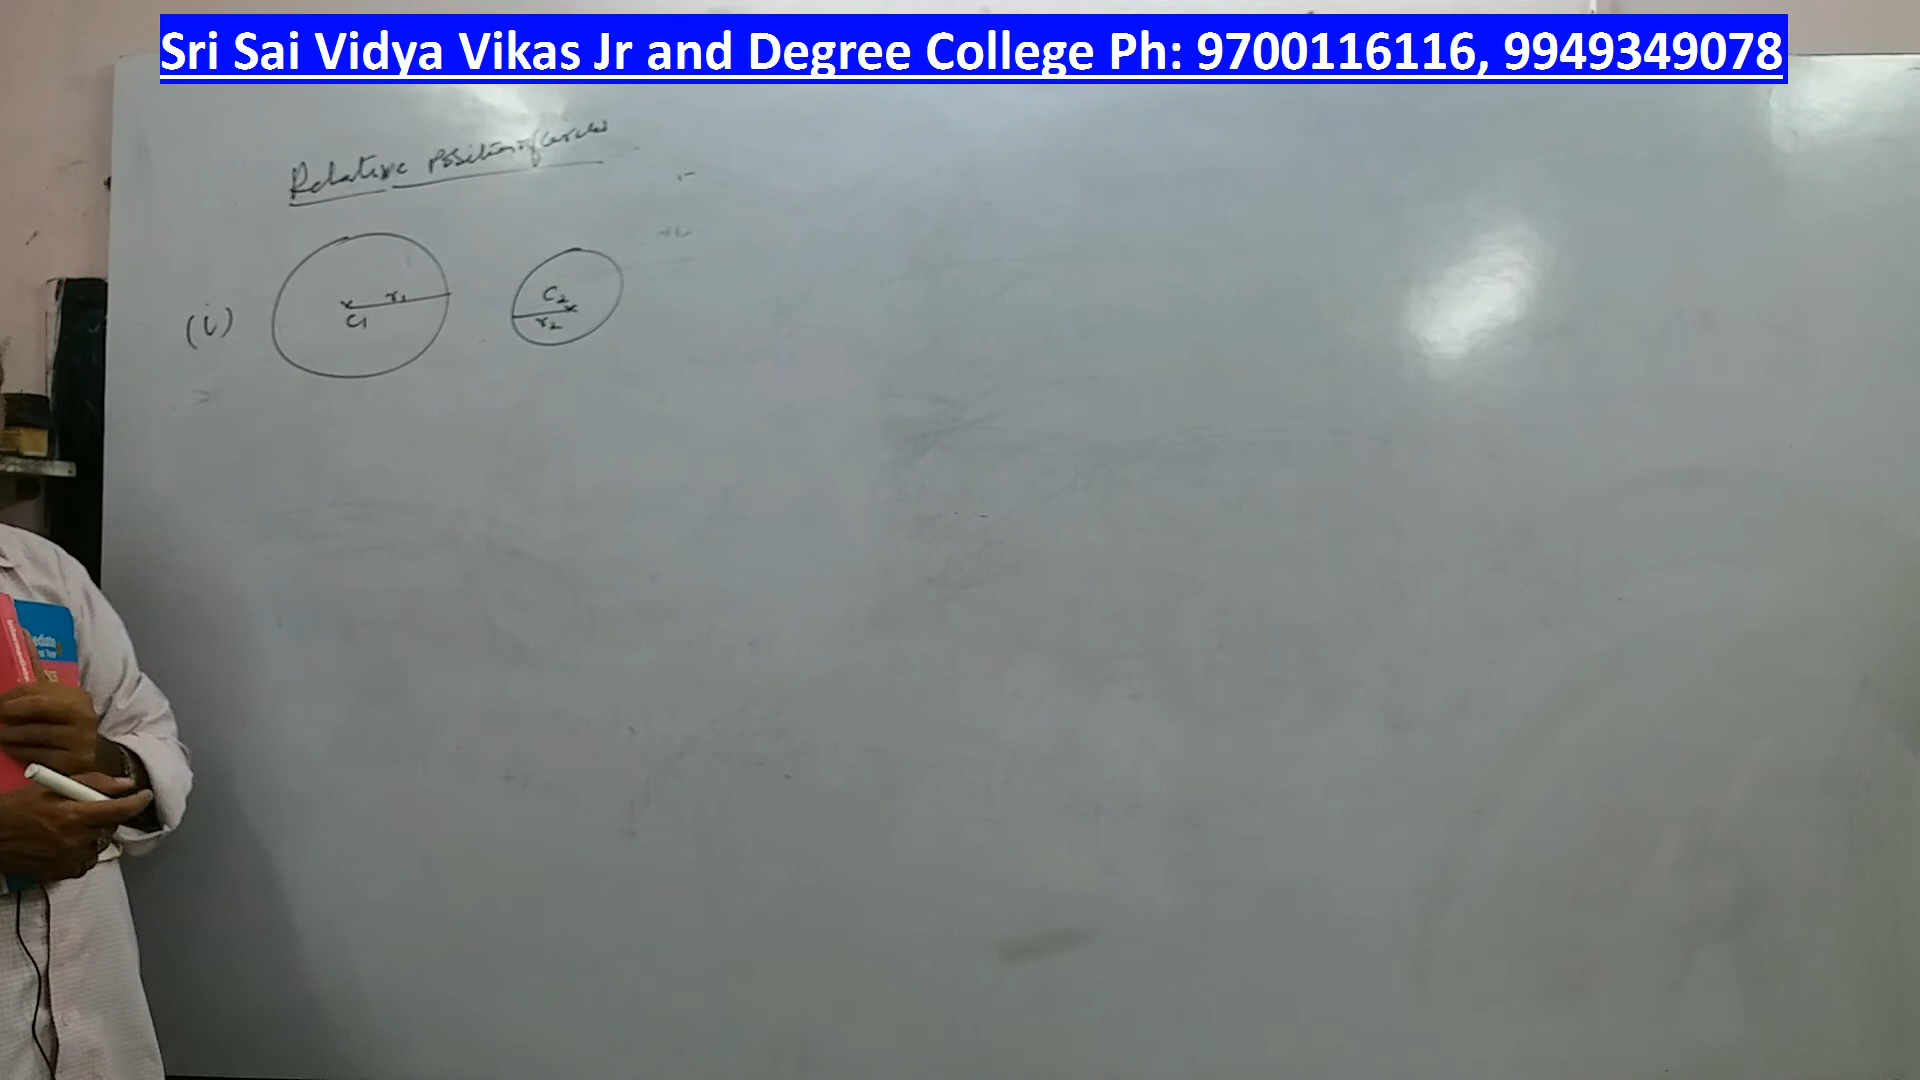 Sri Sai Vidya Vikas Jr and Degree College Ph: 9700116116, 9949349078
Relative position of circles
(i)
r₁
C₁
C₂
r₂